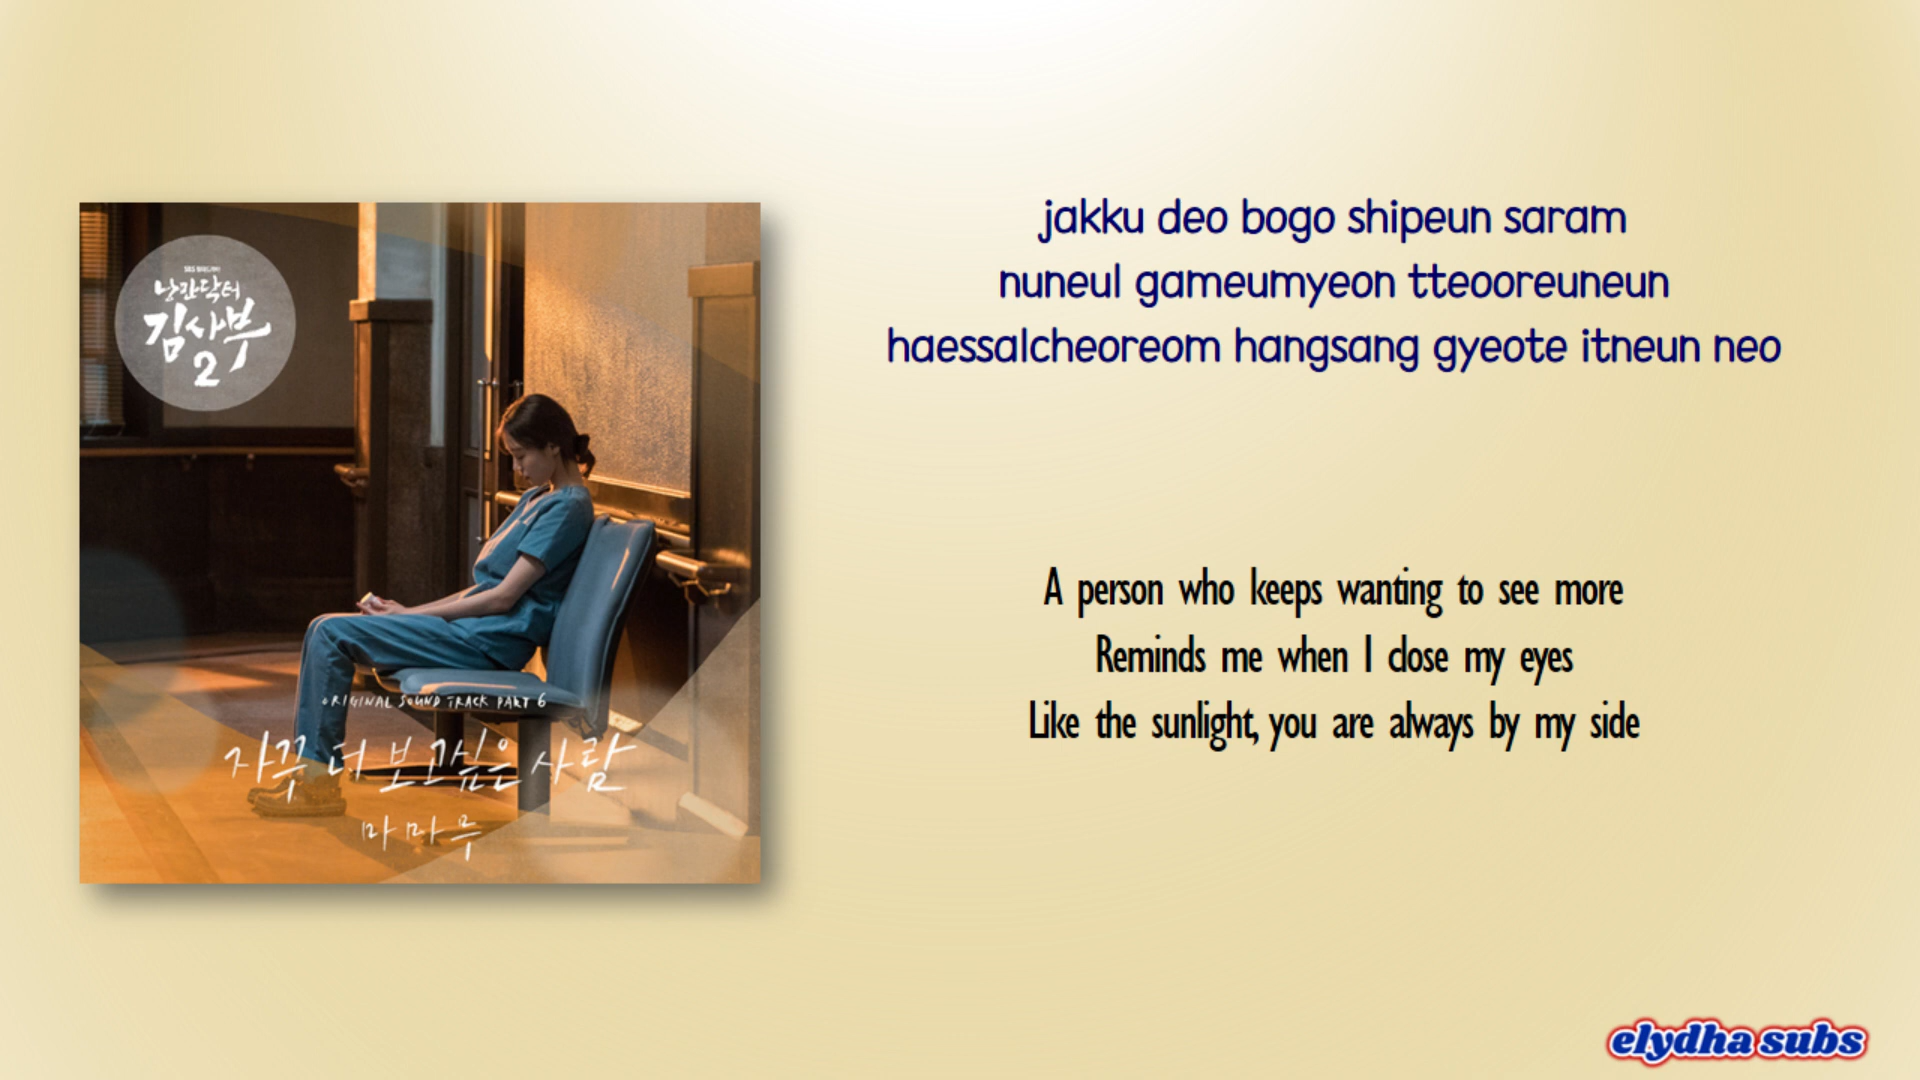 낭만닥터
김사부
2
ORIGINAL SOUND TRACK PART 6
자꾸 더 보고싶은 사람
마마무
jakku deo bogo shipeun saram
nuneul gameumyeon tteooreuneun
haessalcheoreom hangsang gyeote itneun neo
A person who keeps wanting to see more
Reminds me when I close my eyes
Like the sunlight, you are always by my side
elydha subs